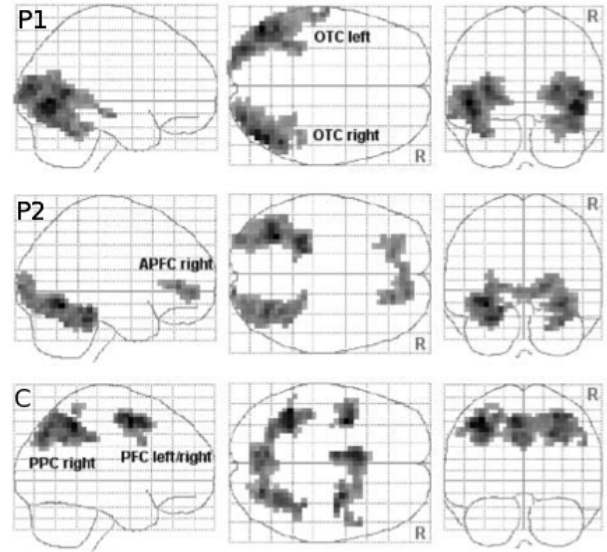 P1
OTC left
OTC right
R
R
P2
APFC right
R
R
C
PPC right
PFC left/right
R
R